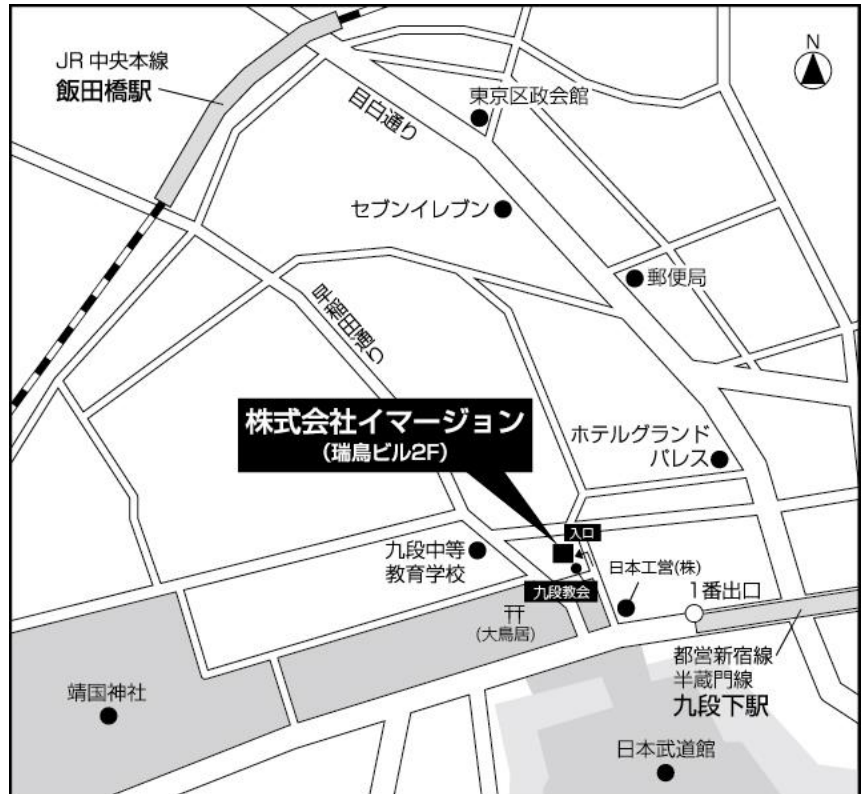 JR 中央本線
飯田橋駅
N
目白通り
東京区政会館
セブンイレブン
郵便局
早稲田通り
株式会社イマージョン
(瑞鳥ビル2F)
ホテルグランド
パレス
入口
九段中等
教育学校
九段教会
日本工営(株)
1番出口
(大鳥居)
都営新宿線
半蔵門線
九段下駅
靖国神社
日本武道館